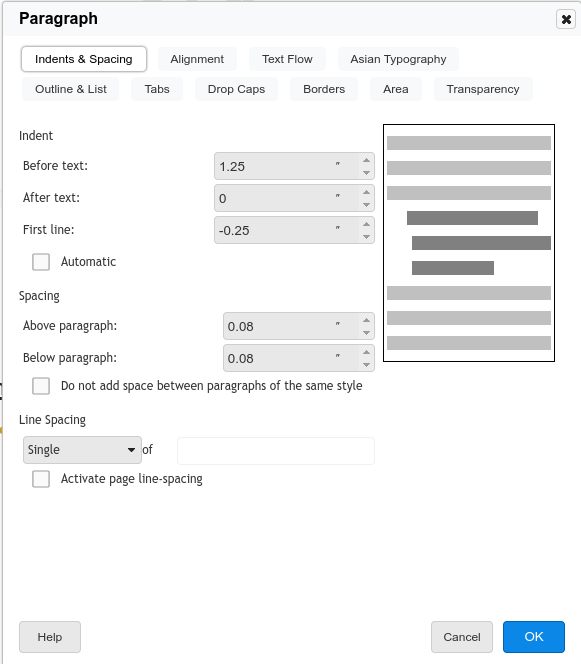 Paragraph
Indents & Spacing Alignment Text Flow Asian Typography
Outline & List Tabs Drop Caps Borders Area Transparency
Indent
Before text: 1.25 "
After text: 0 "
First line: -0.25 "
Automatic
Spacing
Above paragraph: 0.08 "
Below paragraph: 0.08 "
Do not add space between paragraphs of the same style
Line Spacing
Single of
Activate page line-spacing
Help Cancel OK